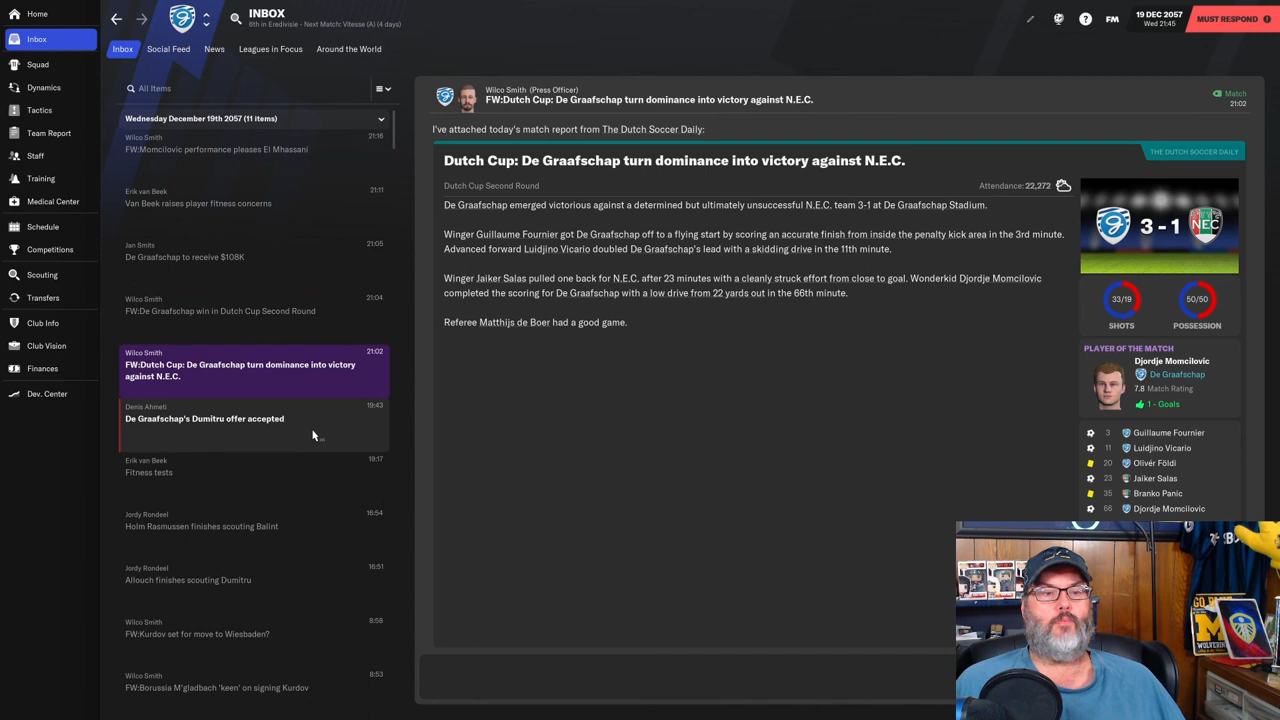 Home
Inbox
Squad
Dynamics
Tactics
Team Report
Staff
Training
Medical Center
Schedule
Competitions
Scouting
Transfers
Club Info
Club Vision
Finances
Dev. Center
INBOX
6th in Eredivisie - Next Match: Vitesse (A) (4 days)
FM
19 DEC 2057
Wed 21:45
MUST RESPOND
Inbox
Social Feed
News
Leagues in Focus
Around the World
All Items
Wednesday December 19th 2057 (11 items)
Wilco Smith 21:16
FW:Momcilovic performance pleases El Mhassani
Erik van Beek 21:11
Van Beek raises player fitness concerns
Jan Smits 21:05
De Graafschap to receive $108K
Wilco Smith 21:04
FW:De Graafschap win in Dutch Cup Second Round
Wilco Smith 21:02
FW:Dutch Cup: De Graafschap turn dominance into victory
against N.E.C.
Denis Ahmeti 19:43
De Graafschap's Dumitru offer accepted
Erik van Beek 19:17
Fitness tests
Jordy Rondeel 16:54
Holm Rasmussen finishes scouting Balint
Jordy Rondeel 16:51
Allouch finishes scouting Dumitru
Wilco Smith 8:58
FW:Kurdov set for move to Wiesbaden?
Wilco Smith 8:53
FW:Borussia M'gladbach 'keen' on signing Kurdov
Wilco Smith (Press Officer)
FW:Dutch Cup: De Graafschap turn dominance into victory against N.E.C.
Match
21:02
I've attached today's match report from The Dutch Soccer Daily:
Dutch Cup: De Graafschap turn dominance into victory against N.E.C.
THE DUTCH SOCCER DAILY
Dutch Cup Second Round
Attendance: 22,272
De Graafschap emerged victorious against a determined but ultimately unsuccessful N.E.C. team 3-1 at De Graafschap Stadium.
Winger Guillaume Fournier got De Graafschap off to a flying start by scoring an accurate finish from inside the penalty kick area in the 3rd minute.
Advanced forward Luidjino Vicario doubled De Graafschap's lead with a skidding drive in the 11th minute.
Winger Jaiker Salas pulled one back for N.E.C. after 23 minutes with a cleanly struck effort from close to goal. Wonderkid Djordje Momcilovic
completed the scoring for De Graafschap with a low drive from 22 yards out in the 66th minute.
Referee Matthijs de Boer had a good game.
3 - 1
NEC
33/19
SHOTS
50/50
POSSESSION
PLAYER OF THE MATCH
Djordje Momcilovic
De Graafschap
7.8 Match Rating
1 - Goals
3 Guillaume Fournier
11 Luidjino Vicario
20 Olivér Földi
23 Jaiker Salas
35 Branko Panic
66 Djordje Momcilovic